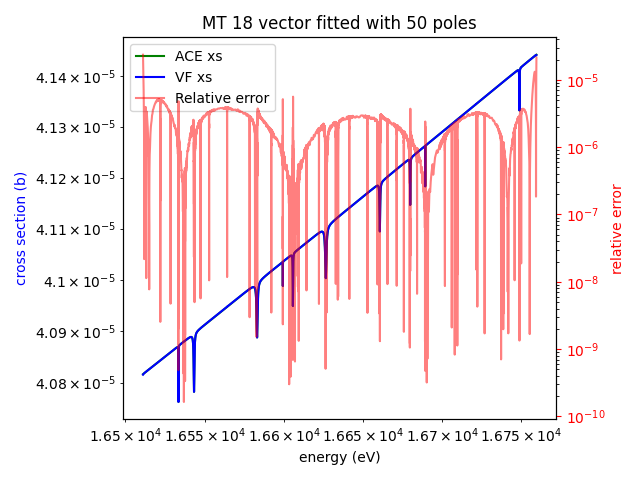 MT 18 vector fitted with 50 poles
ACE xs
VF xs
Relative error
cross section (b)
4.14 × 10⁻⁵
4.13 × 10⁻⁵
4.12 × 10⁻⁵
4.11 × 10⁻⁵
4.1 × 10⁻⁵
4.09 × 10⁻⁵
4.08 × 10⁻⁵
10⁻⁵
10⁻⁶
10⁻⁷
10⁻⁸
10⁻⁹
10⁻¹⁰
relative error
1.65 × 10⁴ 1.655 × 10⁴ 1.66 × 10⁴ 1.665 × 10⁴ 1.67 × 10⁴ 1.675 × 10⁴
energy (eV)